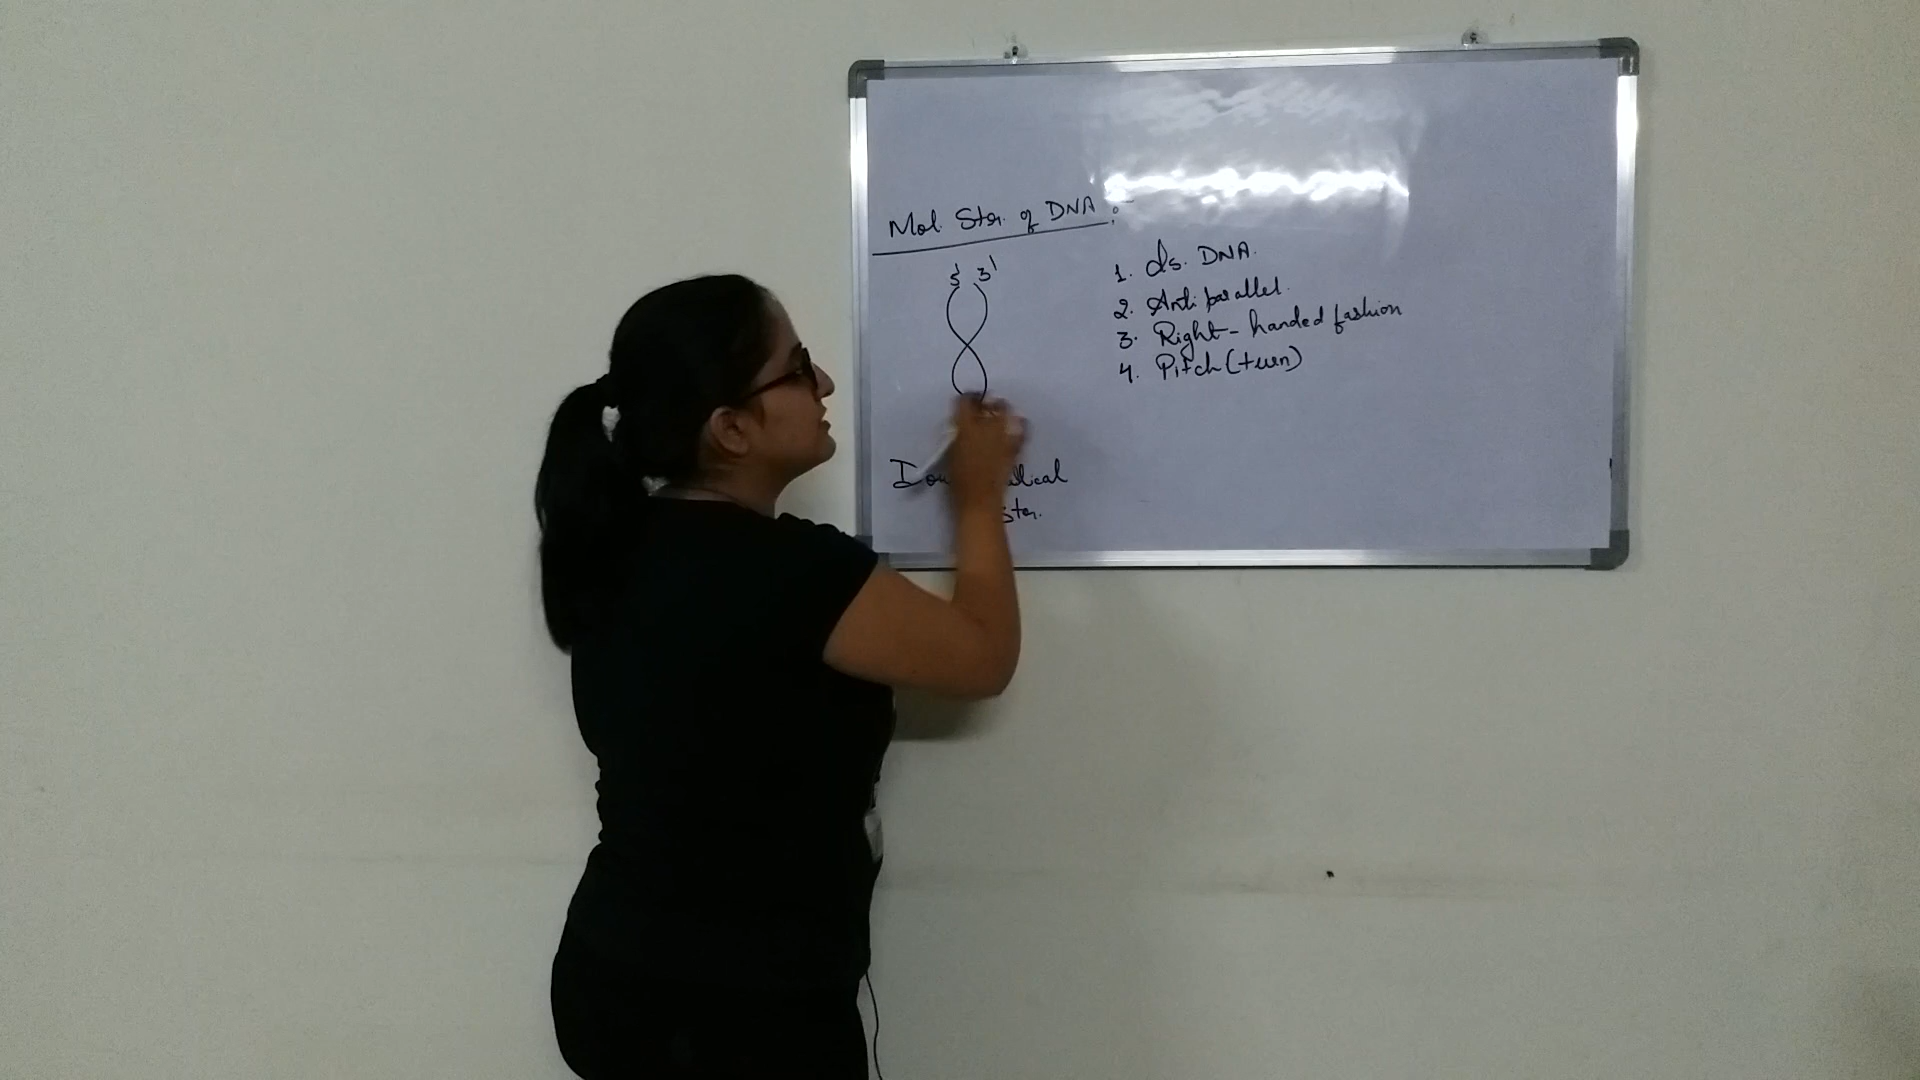 Mol. Str. of DNA :
5' 3'
1. ds. DNA.
2. Anti parallel.
3. Right-handed fashion
4. Pitch (turn)
str.